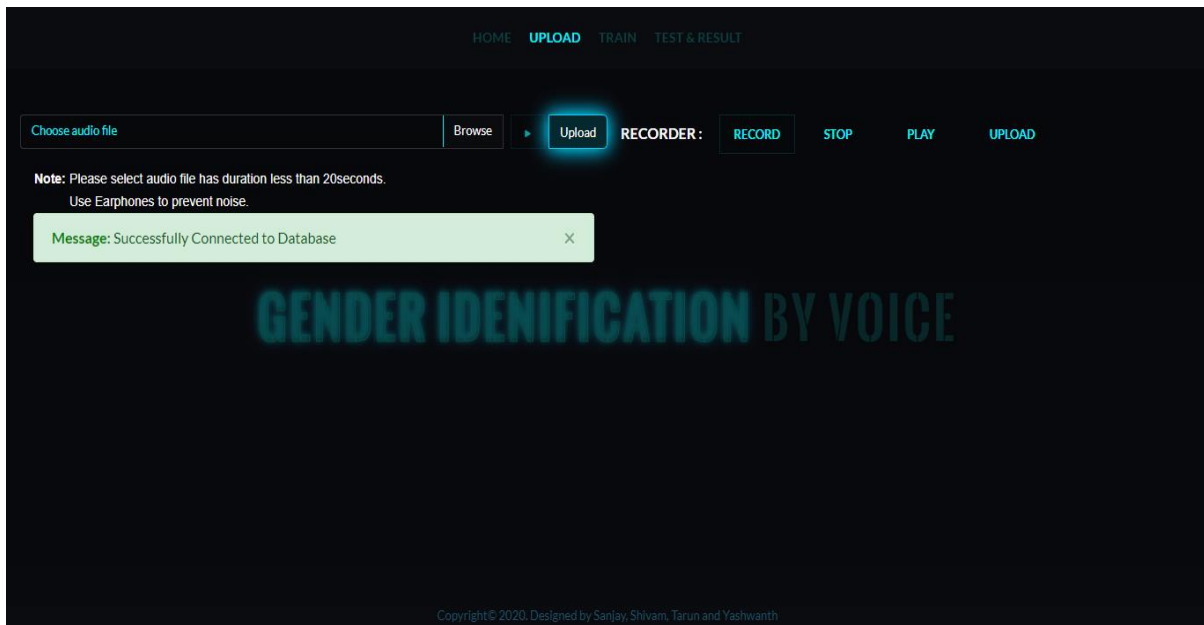 HOME UPLOAD TRAIN TEST & RESULT
Choose audio file Browse Upload RECORDER : RECORD STOP PLAY UPLOAD
Note: Please select audio file has duration less than 20seconds.
Use Earphones to prevent noise.
Message: Successfully Connected to Database ×
GENDER IDENIFICATION BY VOICE
Copyright© 2020. Designed by Sanjay, Shivam, Tarun and Yashwanth